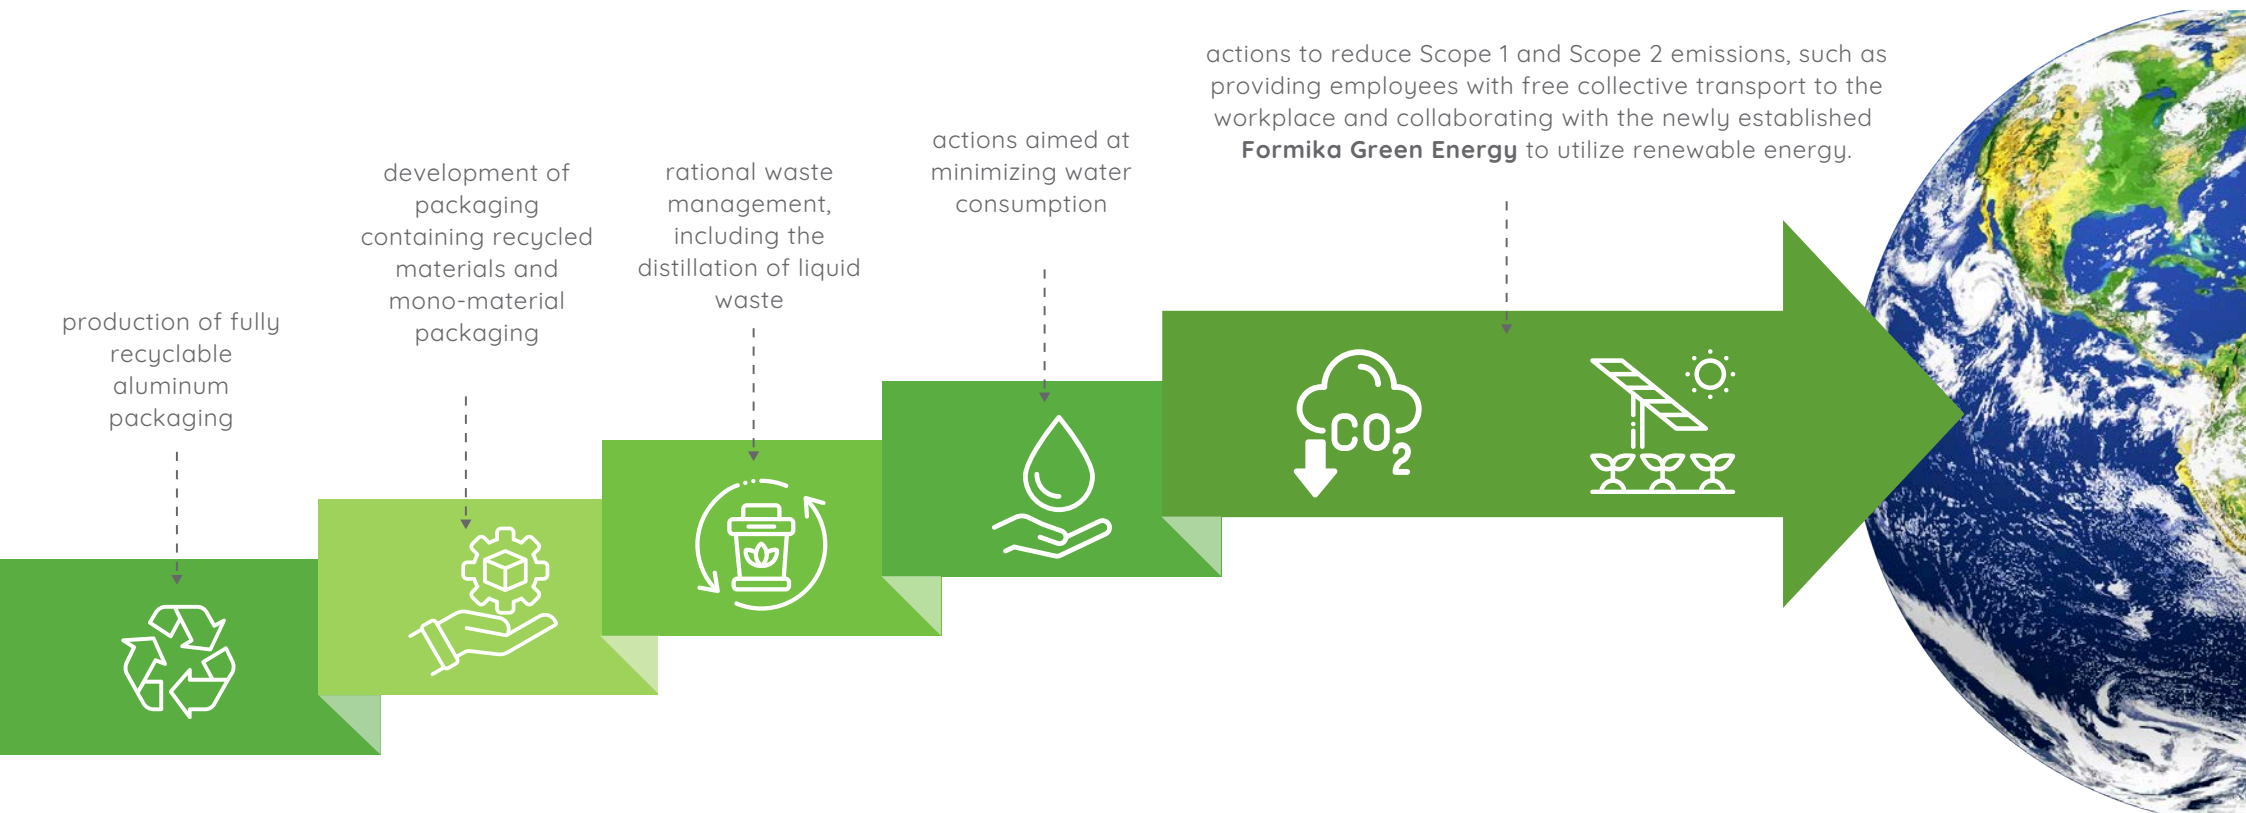 production of fully
recyclable
aluminum
packaging
development of
packaging
containing recycled
materials and
mono-material
packaging
rational waste
management,
including the
distillation of liquid
waste
actions aimed at
minimizing water
consumption
actions to reduce Scope 1 and Scope 2 emissions, such as
providing employees with free collective transport to the
workplace and collaborating with the newly established
Formika Green Energy to utilize renewable energy.
CO2